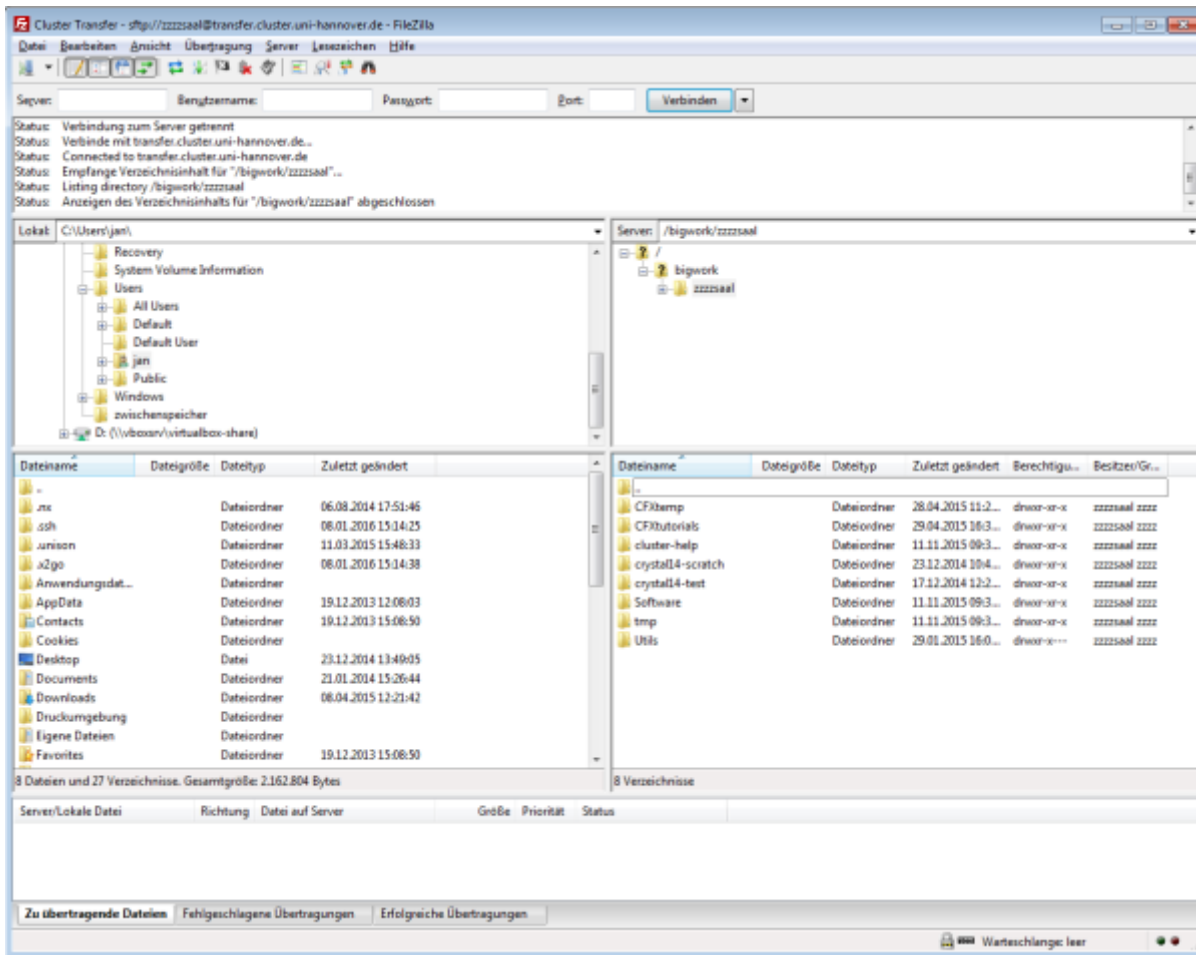 Cluster Transfer - sftp://zzzzsaal@transfer.cluster.uni-hannover.de - FileZilla
Datei Bearbeiten Ansicht Übertragung Server Lesezeichen Hilfe
Server: Benutzername: Passwort: Port: Verbinden
Status: Verbindung zum Server getrennt
Status: Verbinde mit transfer.cluster.uni-hannover.de...
Status: Connected to transfer.cluster.uni-hannover.de
Status: Empfange Verzeichnisinhalt für "/bigwork/zzzzsaal"...
Status: Listing directory /bigwork/zzzzsaal
Status: Anzeigen des Verzeichnisinhalts für "/bigwork/zzzzsaal" abgeschlossen
Lokal: C:\Users\jan\
Recovery
System Volume Information
Users
All Users
Default
Default User
jan
Public
Windows
zwischenspeicher
D: (\\vboxsrv\virtualbox-share)
Server: /bigwork/zzzzsaal
/
bigwork
zzzzsaal
Dateiname Dateigröße Dateityp Zuletzt geändert
..
.nx Dateiordner 06.08.2014 17:51:46
.ssh Dateiordner 08.01.2016 15:14:25
.unison Dateiordner 11.03.2015 15:48:33
.x2go Dateiordner 08.01.2016 15:14:38
Anwendungsdat... Dateiordner
AppData Dateiordner 19.12.2013 12:08:03
Contacts Dateiordner 19.12.2013 15:08:50
Cookies Dateiordner
Desktop Datei 23.12.2014 13:49:05
Documents Dateiordner 21.01.2014 15:26:44
Downloads Dateiordner 08.04.2015 12:21:42
Druckumgebung Dateiordner
Eigene Dateien Dateiordner
Favorites Dateiordner 19.12.2013 15:08:50
8 Dateien und 27 Verzeichnisse. Gesamtgröße: 2.162.804 Bytes
Dateiname Dateigröße Dateityp Zuletzt geändert Berechtigu... Besitzer/Gr...
..
CFXtemp Dateiordner 28.04.2015 11:2... drwxr-xr-x zzzzsaal zzzz
CFXtutorials Dateiordner 29.04.2015 16:3... drwxr-xr-x zzzzsaal zzzz
cluster-help Dateiordner 11.11.2015 09:3... drwxr-xr-x zzzzsaal zzzz
crystal14-scratch Dateiordner 23.12.2014 10:4... drwxr-xr-x zzzzsaal zzzz
crystal14-test Dateiordner 17.12.2014 12:2... drwxr-xr-x zzzzsaal zzzz
Software Dateiordner 11.11.2015 09:3... drwxr-xr-x zzzzsaal zzzz
tmp Dateiordner 11.11.2015 09:3... drwxr-xr-x zzzzsaal zzzz
Utils Dateiordner 29.01.2015 16:0... drwxr-x--- zzzzsaal zzzz
8 Verzeichnisse
Server/Lokale Datei Richtung Datei auf Server Größe Priorität Status
Zu übertragende Dateien Fehlgeschlagene Übertragungen Erfolgreiche Übertragungen
Warteschlange: leer